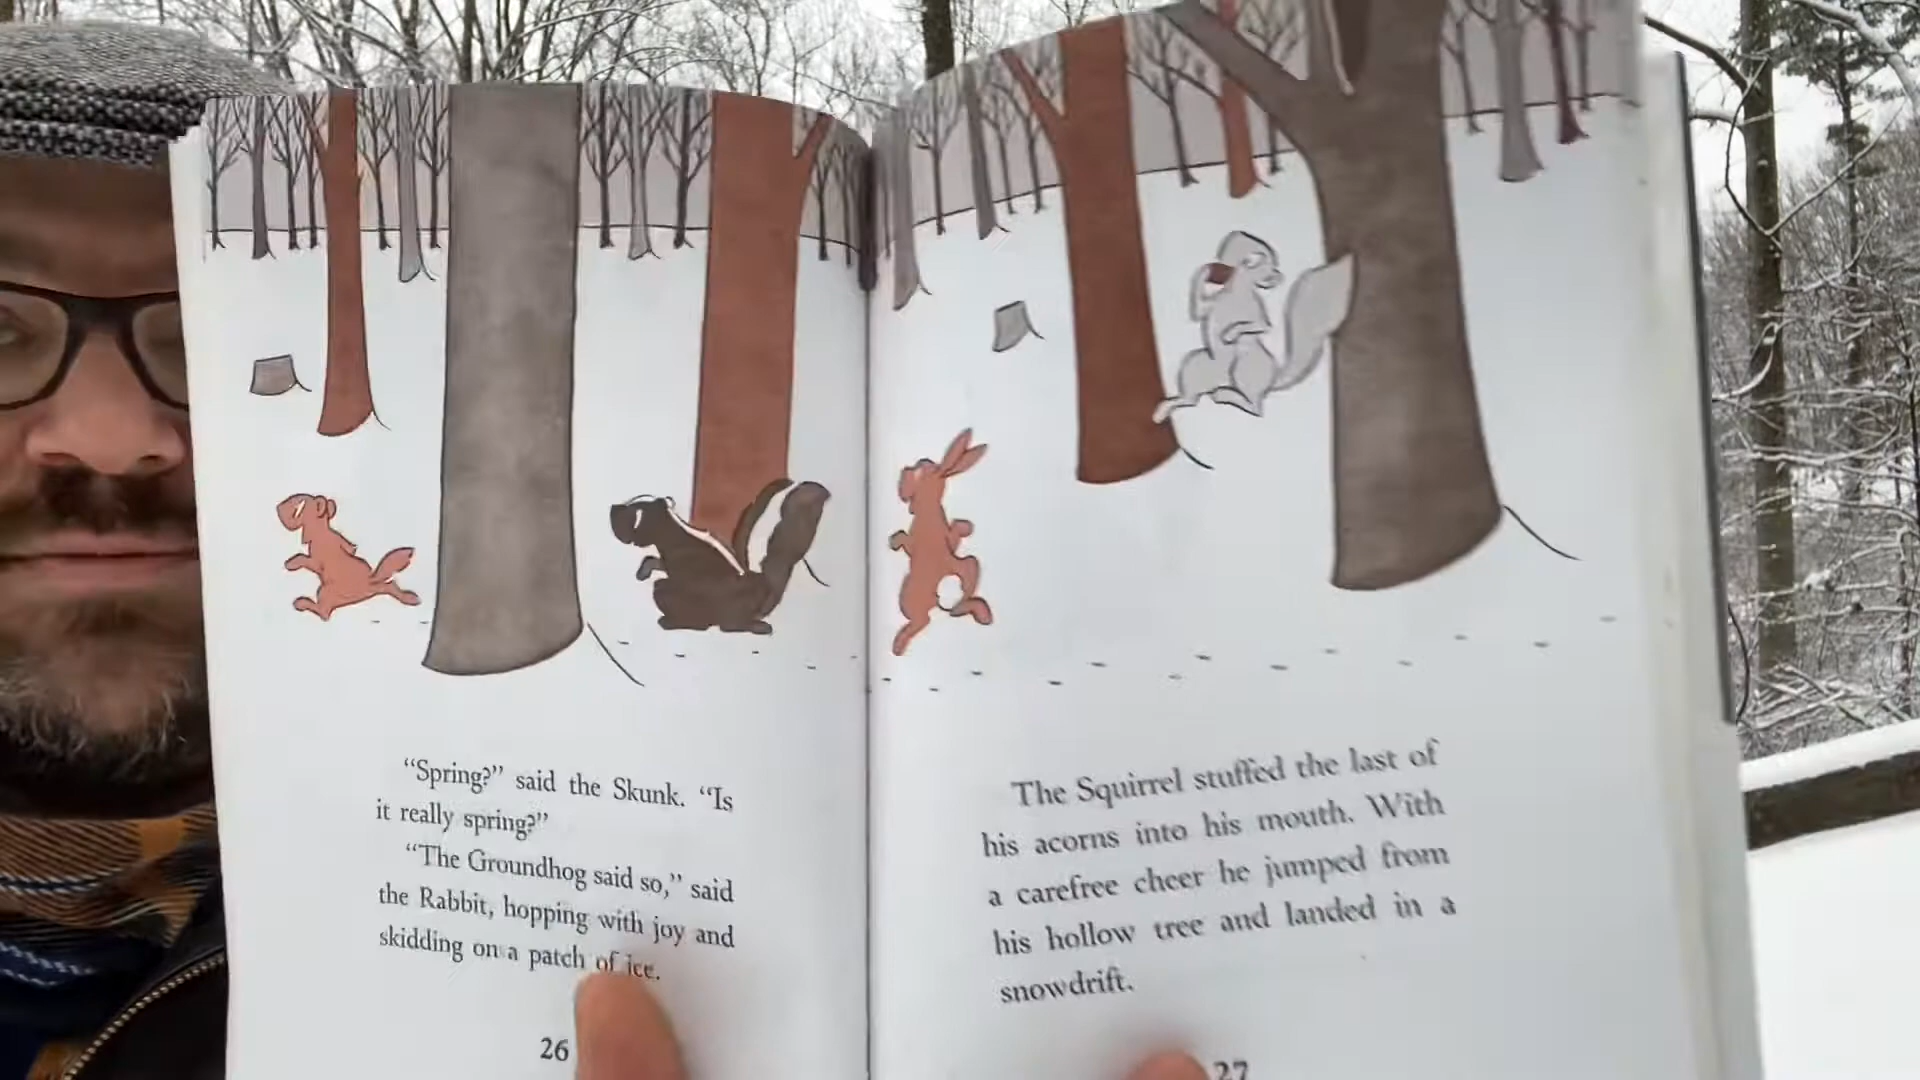 “Spring?” said the Skunk. “Is
it really spring?”
“The Groundhog said so,” said
the Rabbit, hopping with joy and
skidding on a patch of ice.
26
The Squirrel stuffed the last of
his acorns into his mouth. With
a carefree cheer he jumped from
his hollow tree and landed in a
snowdrift.
27